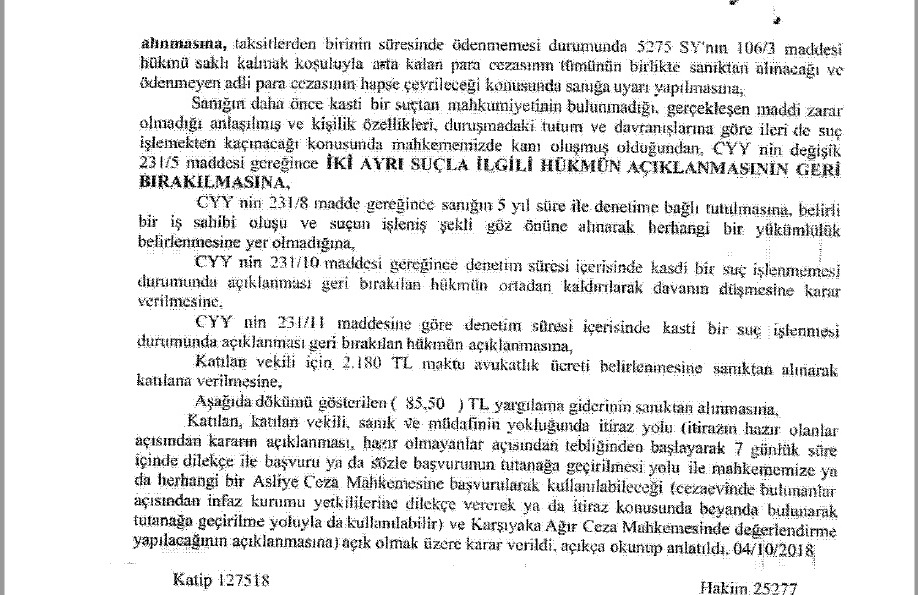 alınmasına, taksitlerden birinin süresinde ödenmemesi durumunda 5275 SY'nın 106/3 maddesi
hükmü saklı kalmak koşuluyla arta kalan para cezasının tümünün birlikte sanıktan alınacağı ve
ödenmeyen adli para cezasının hapse çevrileceği konusunda sanığa uyarı yapılmasına,
Sanığın daha önce kasti bir suçtan mahkumiyetinin bulunmadığı, gerçekleşen maddi zarar
olmadığı anlaşılmış ve kişilik özellikleri, duruşmadaki tutum ve davranışlarına göre ileri de suç
işlemekten kaçınacağı konusunda mahkememizde kanı oluşmuş olduğundan, CYY nin değişik
231/5 maddesi gereğince İKİ AYRI SUÇLA İLGİLİ HÜKMÜN AÇIKLANMASININ GERİ
BIRAKILMASINA,
CYY nin 231/8 madde gereğince sanığın 5 yıl süre ile denetime bağlı tutulmasına, belirli
bir iş sahibi oluşu ve suçun işleniş şekli göz önüne alınarak herhangi bir yükümlülük
belirlenmesine yer olmadığına,
CYY nin 231/10 maddesi gereğince denetim süresi içerisinde kasdi bir suç işlenmemesi
durumunda açıklanması geri bırakılan hükmün ortadan kaldırılarak davanın düşmesine karar
verilmesine,
CYY nin 231/11 maddesine göre denetim süresi içerisinde kasti bir suç işlenmesi
durumunda açıklanması geri bırakılan hükmün açıklanmasına,
Katılan vekili için 2.180 TL maktu avukatlık ücreti belirlenmesine sanıktan alınarak
katılana verilmesine,
Aşağıda dökümü gösterilen ( 85,50 ) TL yargılama giderinin sanıktan alınmasına,
Katılan, katılan vekili, sanık ve müdafinin yokluğunda itiraz yolu (itirazın hazır olanlar
açısından kararın açıklanması, hazır olmayanlar açısından tebliğinden başlayarak 7 günlük süre
içinde dilekçe ile başvuru ya da sözle başvurunun tutanağa geçirilmesi yolu ile mahkememize ya
da herhangi bir Asliye Ceza Mahkemesine başvurularak kullanılabileceği (cezaevinde bulunanlar
açısından infaz kurumu yetkililerine dilekçe vererek ya da itiraz konusunda beyanda bulunarak
tutanağa geçirilme yoluyla da kullanılabilir) ve Karşıyaka Ağır Ceza Mahkemesinde değerlendirme
yapılacağının açıklanmasına) açık olmak üzere karar verildi, açıkça okunup anlatıldı. 04/10/2018
Katip 127518
Hakim 25277